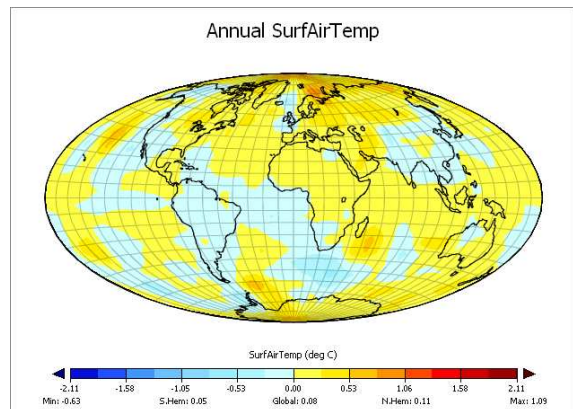 Annual SurfAirTemp
SurfAirTemp (deg C)
-2.11 -1.58 -1.05 -0.53 0.00 0.53 1.06 1.58 2.11
Min: -0.63 S.Hem: 0.05 Global: 0.08 N.Hem: 0.11 Max: 1.09